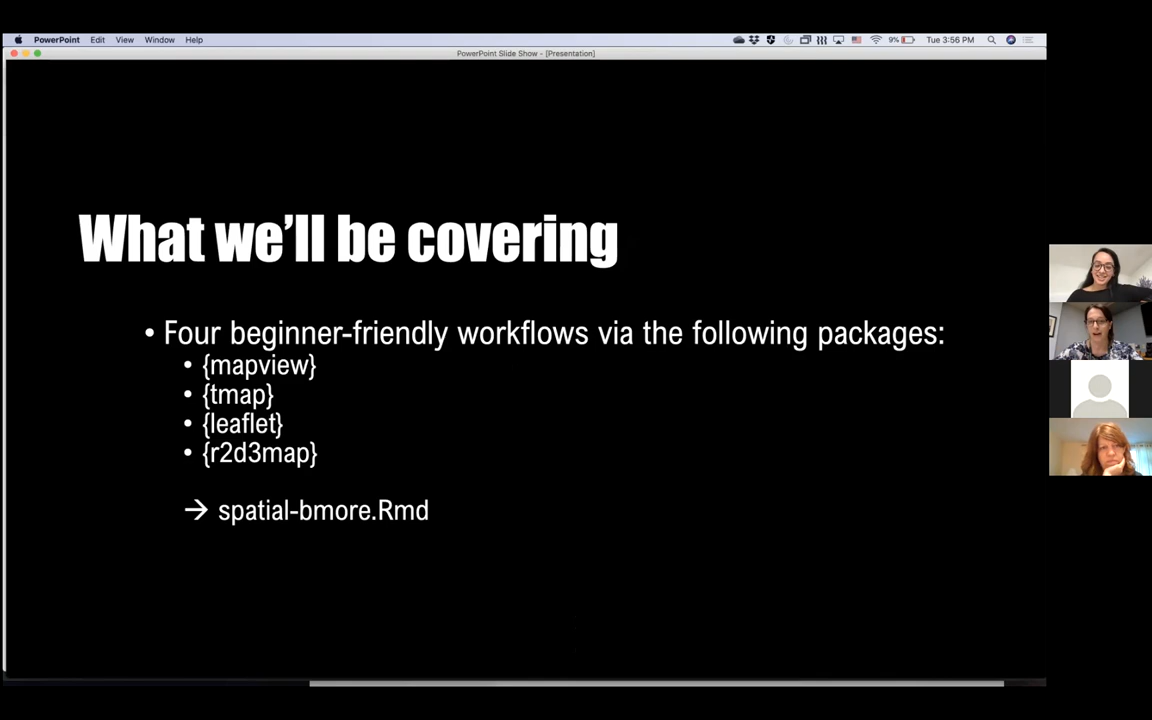 PowerPoint Edit View Window Help 9% Tue 3:56 PM
PowerPoint Slide Show - [Presentation]
What we'll be covering
• Four beginner-friendly workflows via the following packages:
• {mapview}
• {tmap}
• {leaflet}
• {r2d3map}
→ spatial-bmore.Rmd